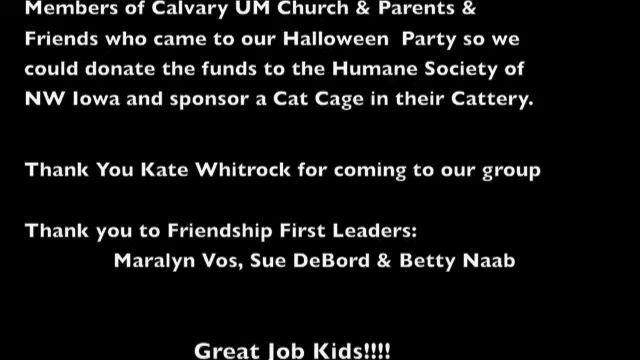 Members of Calvary UM Church & Parents &
Friends who came to our Halloween Party so we
could donate the funds to the Humane Society of
NW Iowa and sponsor a Cat Cage in their Cattery.
Thank You Kate Whitrock for coming to our group
Thank you to Friendship First Leaders:
Maralyn Vos, Sue DeBord & Betty Naab
Great Job Kids!!!!